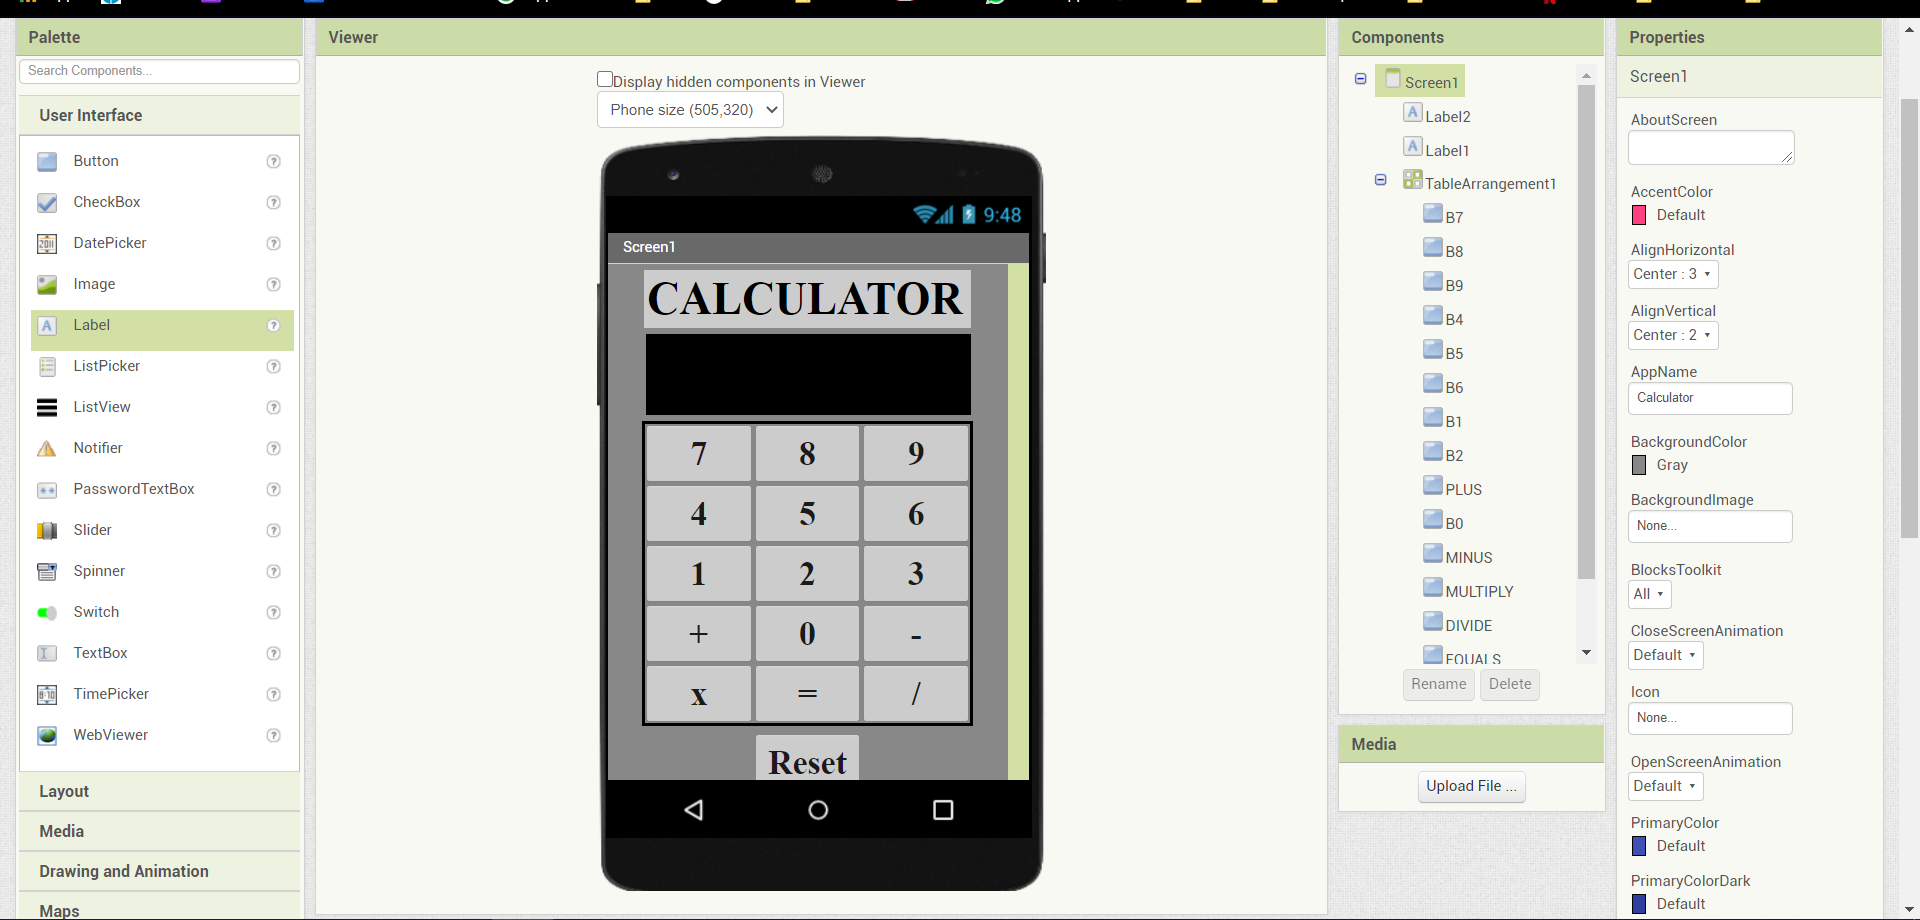 Palette
Search Components...
User Interface
Button
?
CheckBox
?
DatePicker
?
Image
?
Label
?
ListPicker
?
ListView
?
Notifier
?
PasswordTextBox
?
Slider
?
Spinner
?
Switch
?
TextBox
?
TimePicker
?
WebViewer
?
Layout
Media
Drawing and Animation
Maps
Viewer
Display hidden components in Viewer
Phone size (505,320)
9:48
Screen1
CALCULATOR
7 8 9
4 5 6
1 2 3
+ 0 -
x = /
Reset
Components
Screen1
Label2
Label1
TableArrangement1
B7
B8
B9
B4
B5
B6
B1
B2
PLUS
B0
MINUS
MULTIPLY
DIVIDE
EQUALS
Rename Delete
Media
Upload File ...
Properties
Screen1
AboutScreen
AccentColor
Default
AlignHorizontal
Center : 3
AlignVertical
Center : 2
AppName
Calculator
BackgroundColor
Gray
BackgroundImage
None...
BlocksToolkit
All
CloseScreenAnimation
Default
Icon
None...
OpenScreenAnimation
Default
PrimaryColor
Default
PrimaryColorDark
Default